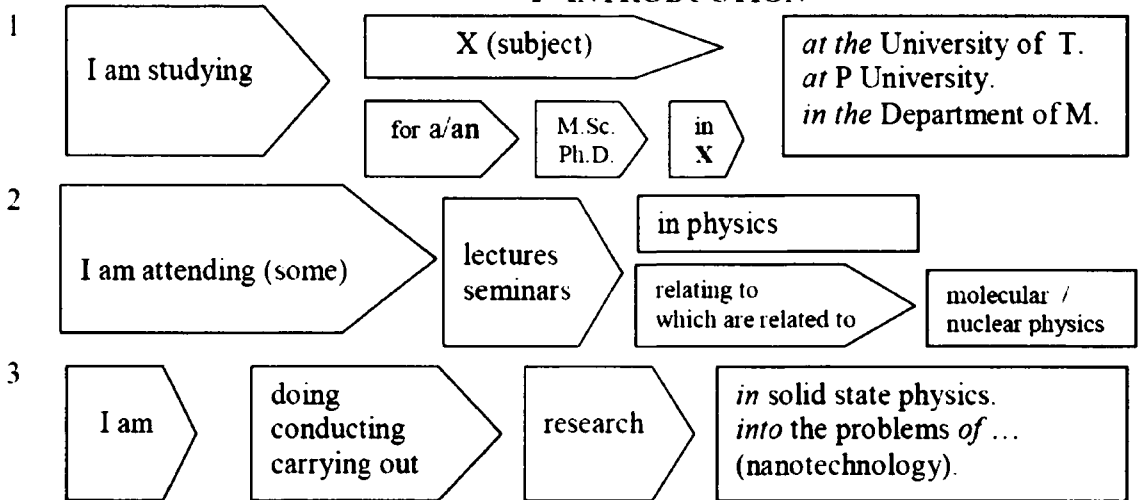 INTRODUCTION
1
I am studying
X (subject)
at the University of T.
at P University.
in the Department of M.
for a/an
M.Sc.
Ph.D.
in
X
2
I am attending (some)
lectures
seminars
in physics
relating to
which are related to
molecular /
nuclear physics
3
I am
doing
conducting
carrying out
research
in solid state physics.
into the problems of …
(nanotechnology).